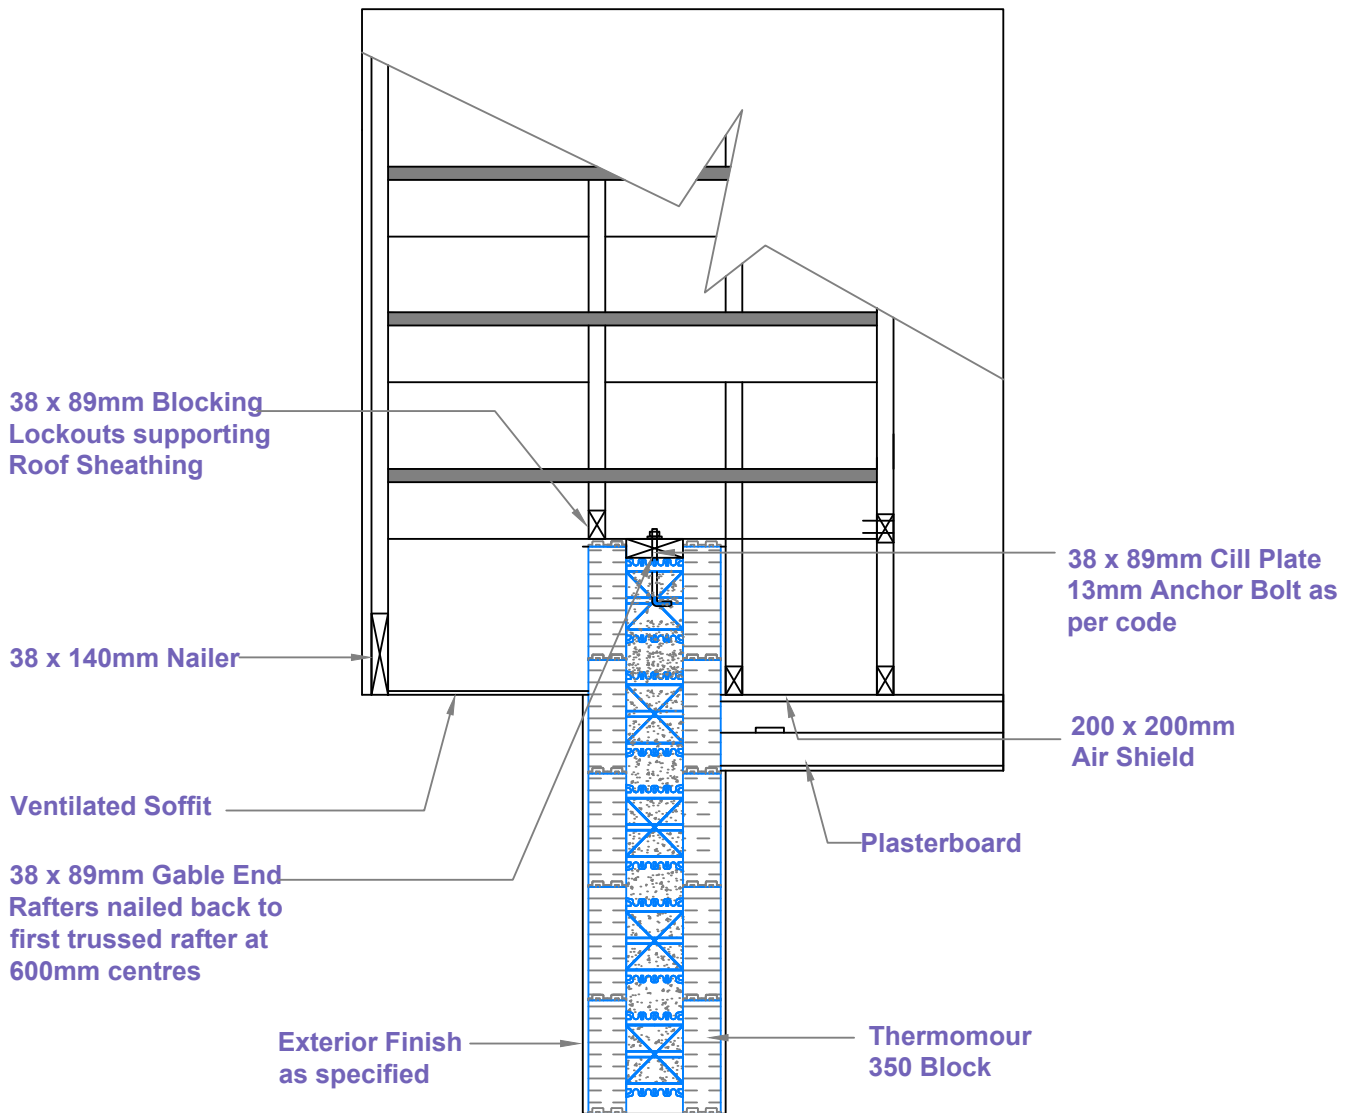 38 x 89mm Blocking
Lockouts supporting
Roof Sheathing
38 x 89mm Cill Plate
13mm Anchor Bolt as
per code
38 x 140mm Nailer
200 x 200mm
Air Shield
Ventilated Soffit
Plasterboard
38 x 89mm Gable End
Rafters nailed back to
first trussed rafter at
600mm centres
Exterior Finish
as specified
Thermomour
350 Block